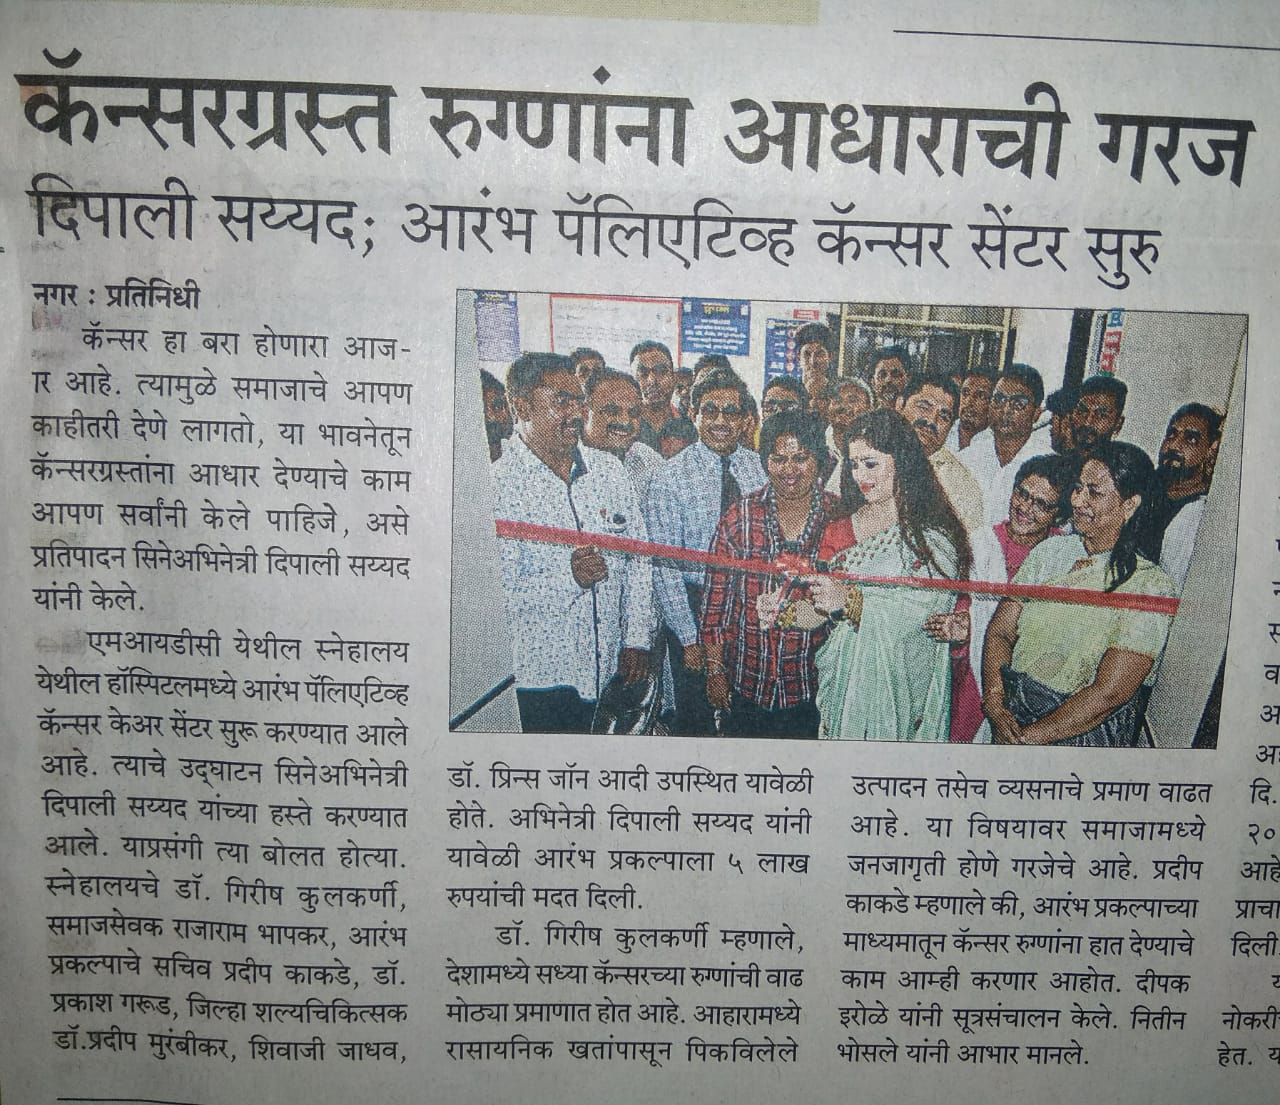 कॅन्सरग्रस्त रुग्णांना आधाराची गरज
दिपाली सय्यद; आरंभ पॅलिएटिव्ह कॅन्सर सेंटर सुरु
नगर : प्रतिनिधी
कॅन्सर हा बरा होणारा आज-
ार आहे. त्यामुळे समाजाचे आपण
काहीतरी देणे लागतो, या भावनेतून
कॅन्सरग्रस्तांना आधार देण्याचे काम
आपण सर्वांनी केले पाहिजे, असे
प्रतिपादन सिनेअभिनेत्री दिपाली सय्यद
यांनी केले.
एमआयडीसी येथील स्नेहालय
येथील हॉस्पिटलमध्ये आरंभ पॅलिएटिव्ह
कॅन्सर केअर सेंटर सुरू करण्यात आले
आहे. त्याचे उद्घाटन सिनेअभिनेत्री
दिपाली सय्यद यांच्या हस्ते करण्यात
आले. याप्रसंगी त्या बोलत होत्या.
स्नेहालयचे डॉ. गिरीष कुलकर्णी,
समाजसेवक राजाराम भापकर, आरंभ
प्रकल्पाचे सचिव प्रदीप काकडे, डॉ.
प्रकाश गरूड, जिल्हा शल्यचिकित्सक
डॉ.प्रदीप मुरंबीकर, शिवाजी जाधव,
डॉ. प्रिन्स जॉन आदी उपस्थित यावेळी
होते. अभिनेत्री दिपाली सय्यद यांनी
यावेळी आरंभ प्रकल्पाला ५ लाख
रुपयांची मदत दिली.
डॉ. गिरीष कुलकर्णी म्हणाले,
देशामध्ये सध्या कॅन्सरच्या रुग्णांची वाढ
मोठ्या प्रमाणात होत आहे. आहारामध्ये
रासायनिक खतांपासून पिकविलेले
उत्पादन तसेच व्यसनाचे प्रमाण वाढत
आहे. या विषयावर समाजामध्ये
जनजागृती होणे गरजेचे आहे. प्रदीप
काकडे म्हणाले की, आरंभ प्रकल्पाच्या
माध्यमातून कॅन्सर रुग्णांना हात देण्याचे
काम आम्ही करणार आहोत. दीपक
इरोळे यांनी सूत्रसंचालन केले. नितीन
भोसले यांनी आभार मानले.
दि.
२०
आहे
प्राचा
दिली.
नोकरी
हेत. य